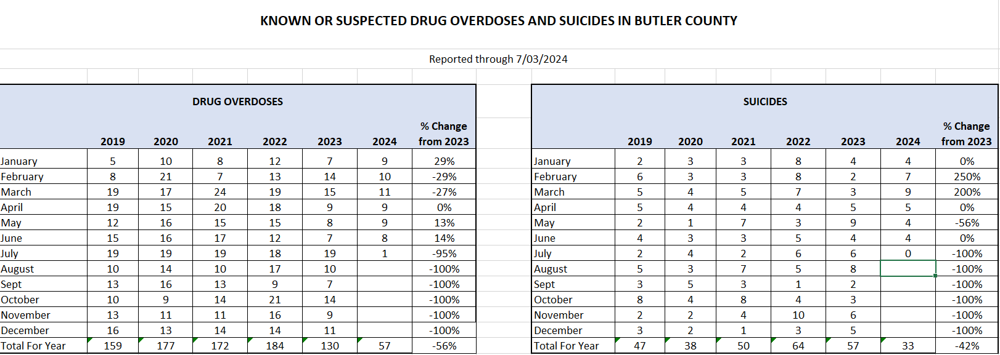 KNOWN OR SUSPECTED DRUG OVERDOSES AND SUICIDES IN BUTLER COUNTY
Reported through 7/03/2024
DRUG OVERDOSES
2019 2020 2021 2022 2023 2024 % Change from 2023
January 5 10 8 12 7 9 29%
February 8 21 7 13 14 10 -29%
March 19 17 24 19 15 11 -27%
April 19 15 20 18 9 9 0%
May 12 16 15 15 8 9 13%
June 15 16 17 12 7 8 14%
July 19 19 19 18 19 1 -95%
August 10 14 10 17 10 -100%
Sept 13 16 13 9 7 -100%
October 10 9 14 21 14 -100%
November 13 11 11 16 9 -100%
December 16 13 14 14 11 -100%
Total For Year 159 177 172 184 130 57 -56%
SUICIDES
2019 2020 2021 2022 2023 2024 % Change from 2023
January 2 3 3 8 4 4 0%
February 6 3 3 8 2 7 250%
March 5 4 5 7 3 9 200%
April 5 4 4 4 5 5 0%
May 2 1 7 3 9 4 -56%
June 4 3 3 5 4 4 0%
July 2 4 2 6 6 0 -100%
August 5 3 7 5 8 -100%
Sept 3 5 3 1 2 -100%
October 8 4 8 4 3 -100%
November 2 2 4 10 6 -100%
December 3 2 1 3 5 -100%
Total For Year 47 38 50 64 57 33 -42%